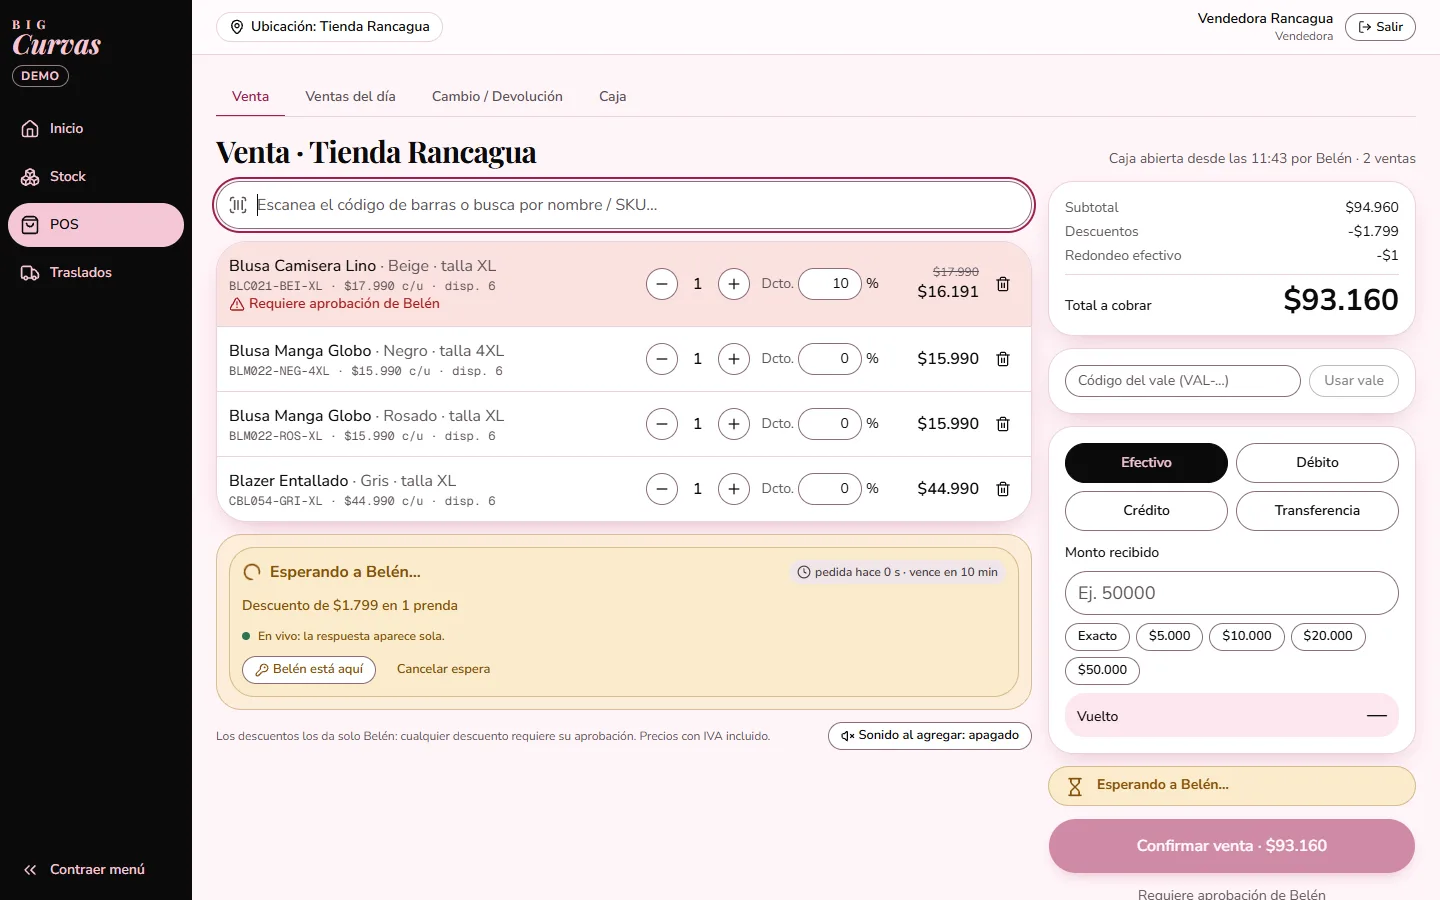 BIG
Curvas
DEMO
Inicio
Stock
POS
Traslados
Contraer menú
Ubicación: Tienda Rancagua
Vendedora Rancagua
Vendedora
Salir
Venta
Ventas del día
Cambio / Devolución
Caja
Venta · Tienda Rancagua
Caja abierta desde las 11:43 por Belén · 2 ventas
Escanea el código de barras o busca por nombre / SKU...
Blusa Camisera Lino · Beige · talla XL
BLC021-BEI-XL · $17.990 c/u · disp. 6
Requiere aprobación de Belén
1
Dcto. 10 %
$17.990
$16.191
Blusa Manga Globo · Negro · talla 4XL
BLM022-NEG-4XL · $15.990 c/u · disp. 6
1
Dcto. 0 %
$15.990
Blusa Manga Globo · Rosado · talla XL
BLM022-ROS-XL · $15.990 c/u · disp. 6
1
Dcto. 0 %
$15.990
Blazer Entallado · Gris · talla XL
CBL054-GRI-XL · $44.990 c/u · disp. 6
1
Dcto. 0 %
$44.990
Esperando a Belén...
pedida hace 0 s · vence en 10 min
Descuento de $1.799 en 1 prenda
En vivo: la respuesta aparece sola.
Belén está aquí
Cancelar espera
Los descuentos los da solo Belén: cualquier descuento requiere su aprobación. Precios con IVA incluido.
Sonido al agregar: apagado
Subtotal $94.960
Descuentos -$1.799
Redondeo efectivo -$1
Total a cobrar $93.160
Código del vale (VAL-...)
Usar vale
Efectivo
Débito
Crédito
Transferencia
Monto recibido
Ej. 50000
Exacto
$5.000
$10.000
$20.000
$50.000
Vuelto —
Esperando a Belén...
Confirmar venta · $93.160
Requiere aprobación de Belén